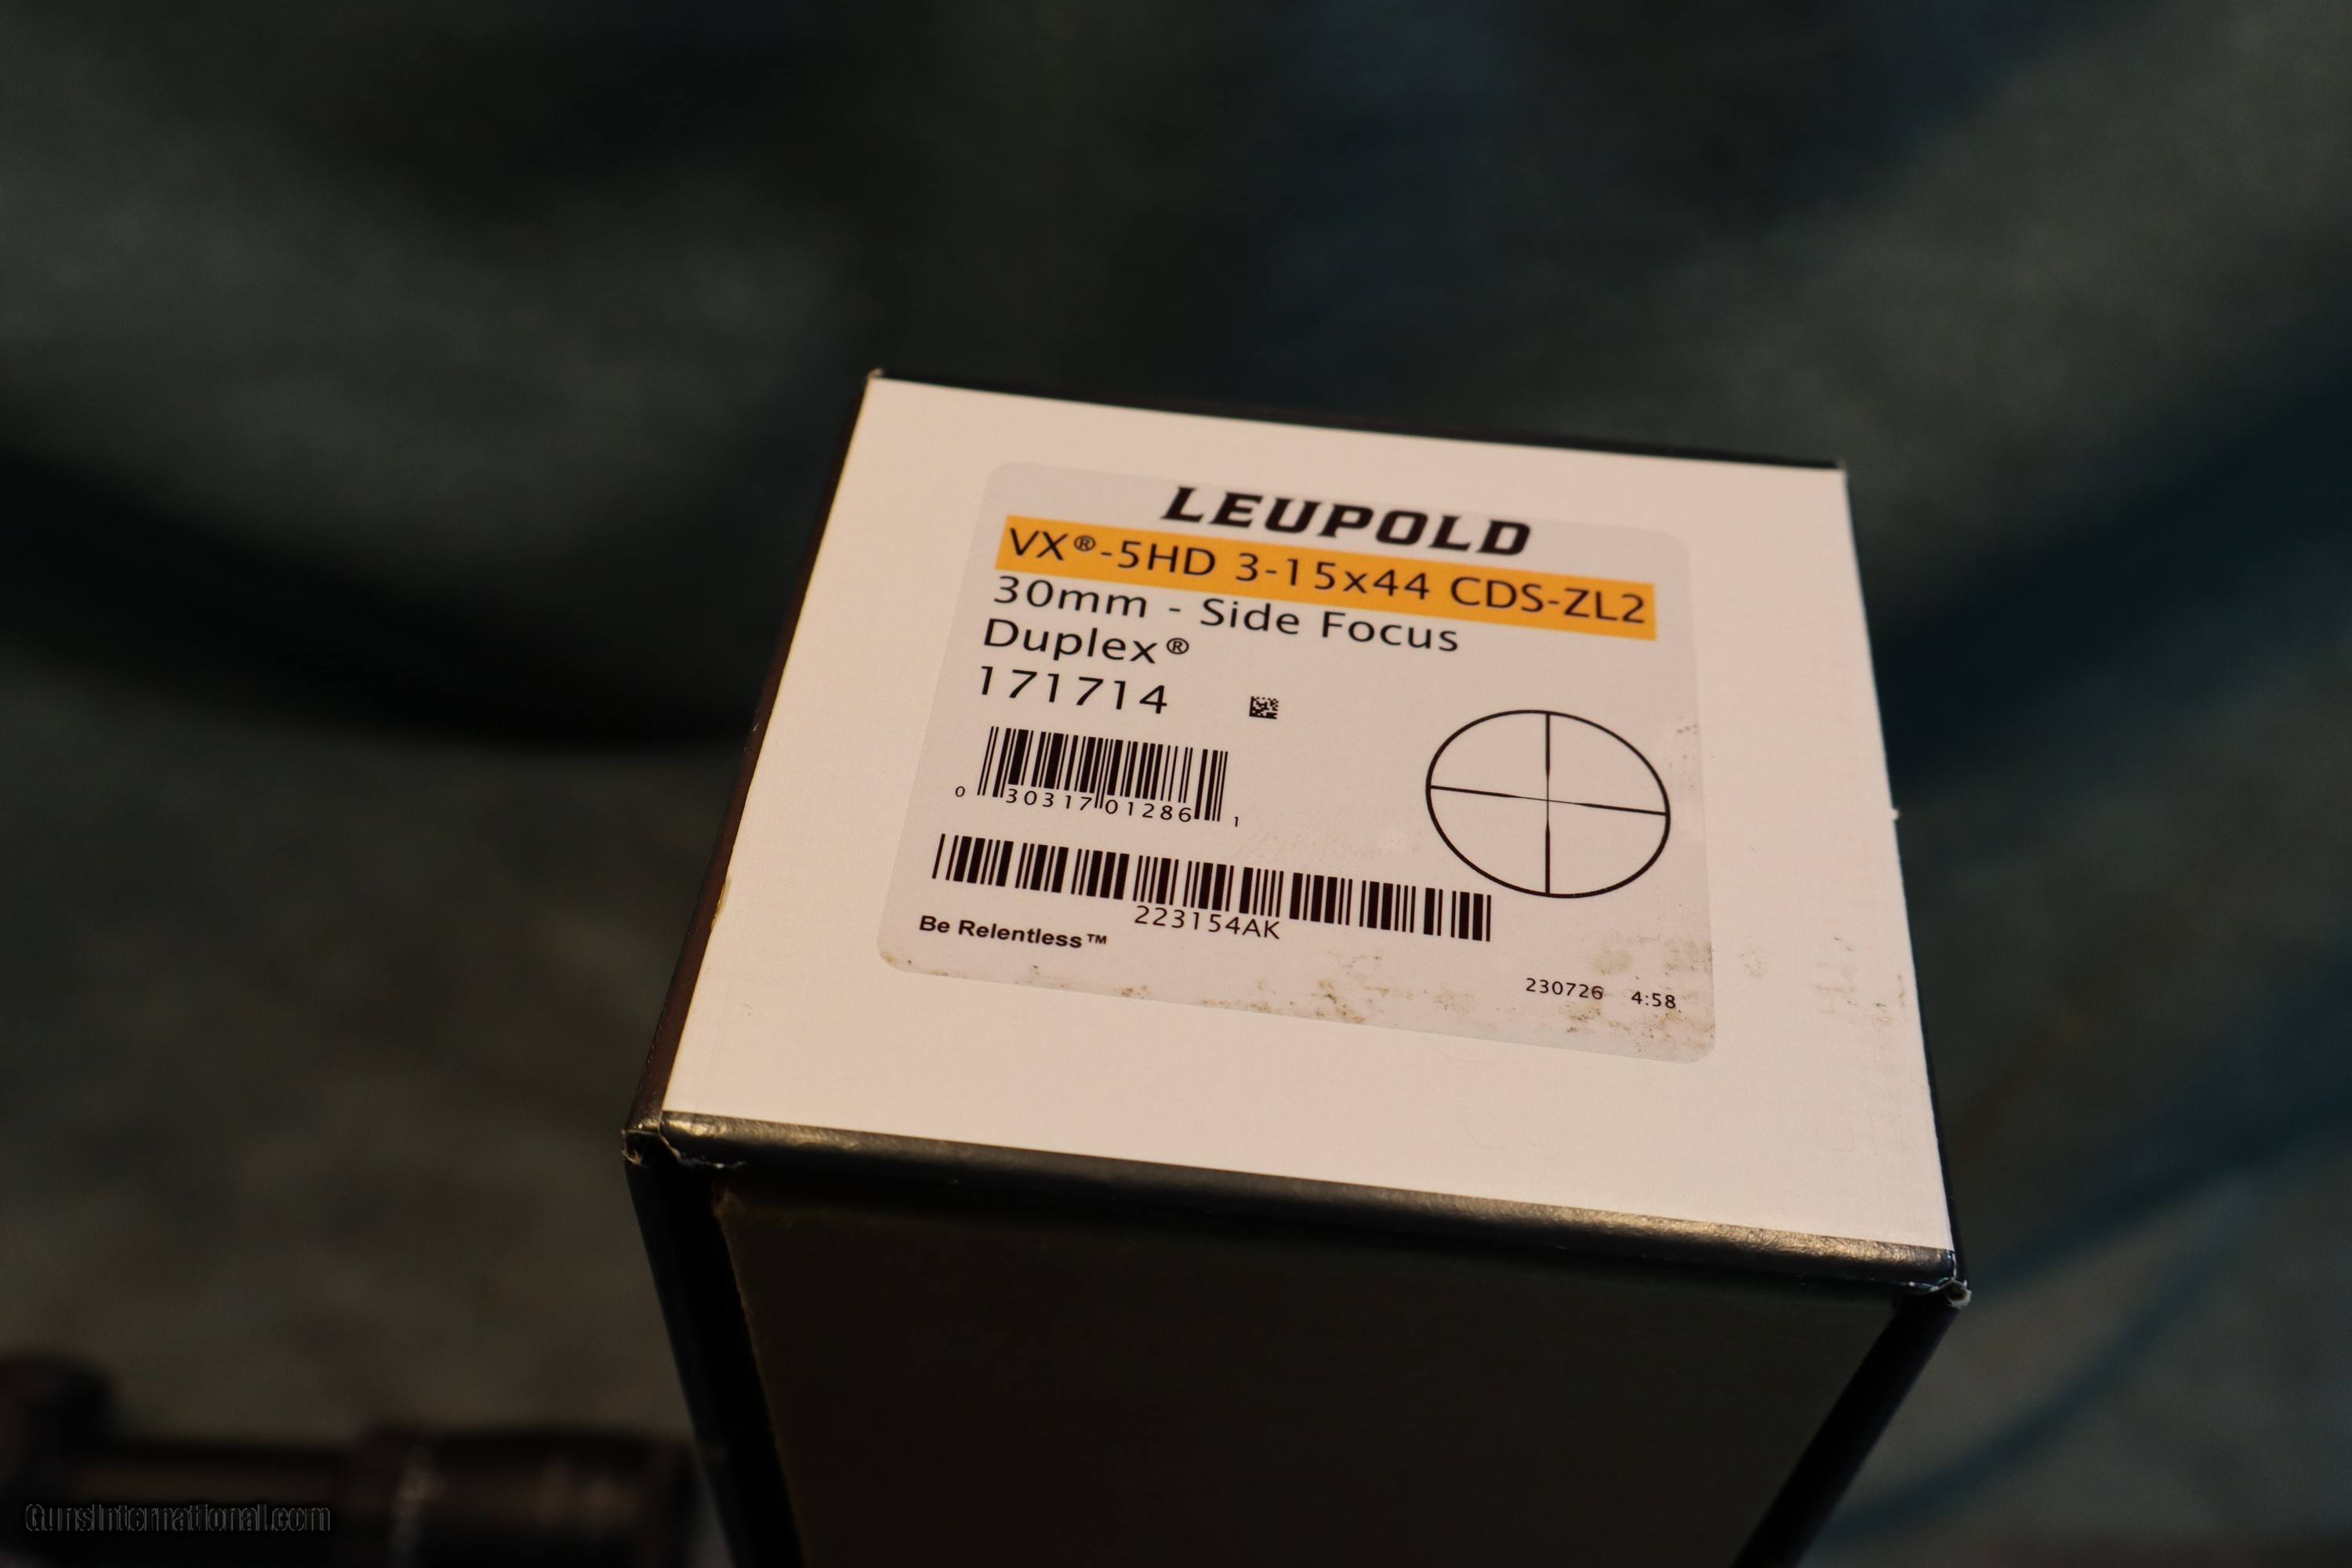 LEUPOLD
VX®-5HD 3-15x44 CDS-ZL2
30mm - Side Focus
Duplex®
171714
0 30317 01286 1
223154AK
Be Relentless™
230726 4:58
GunsInternational.com